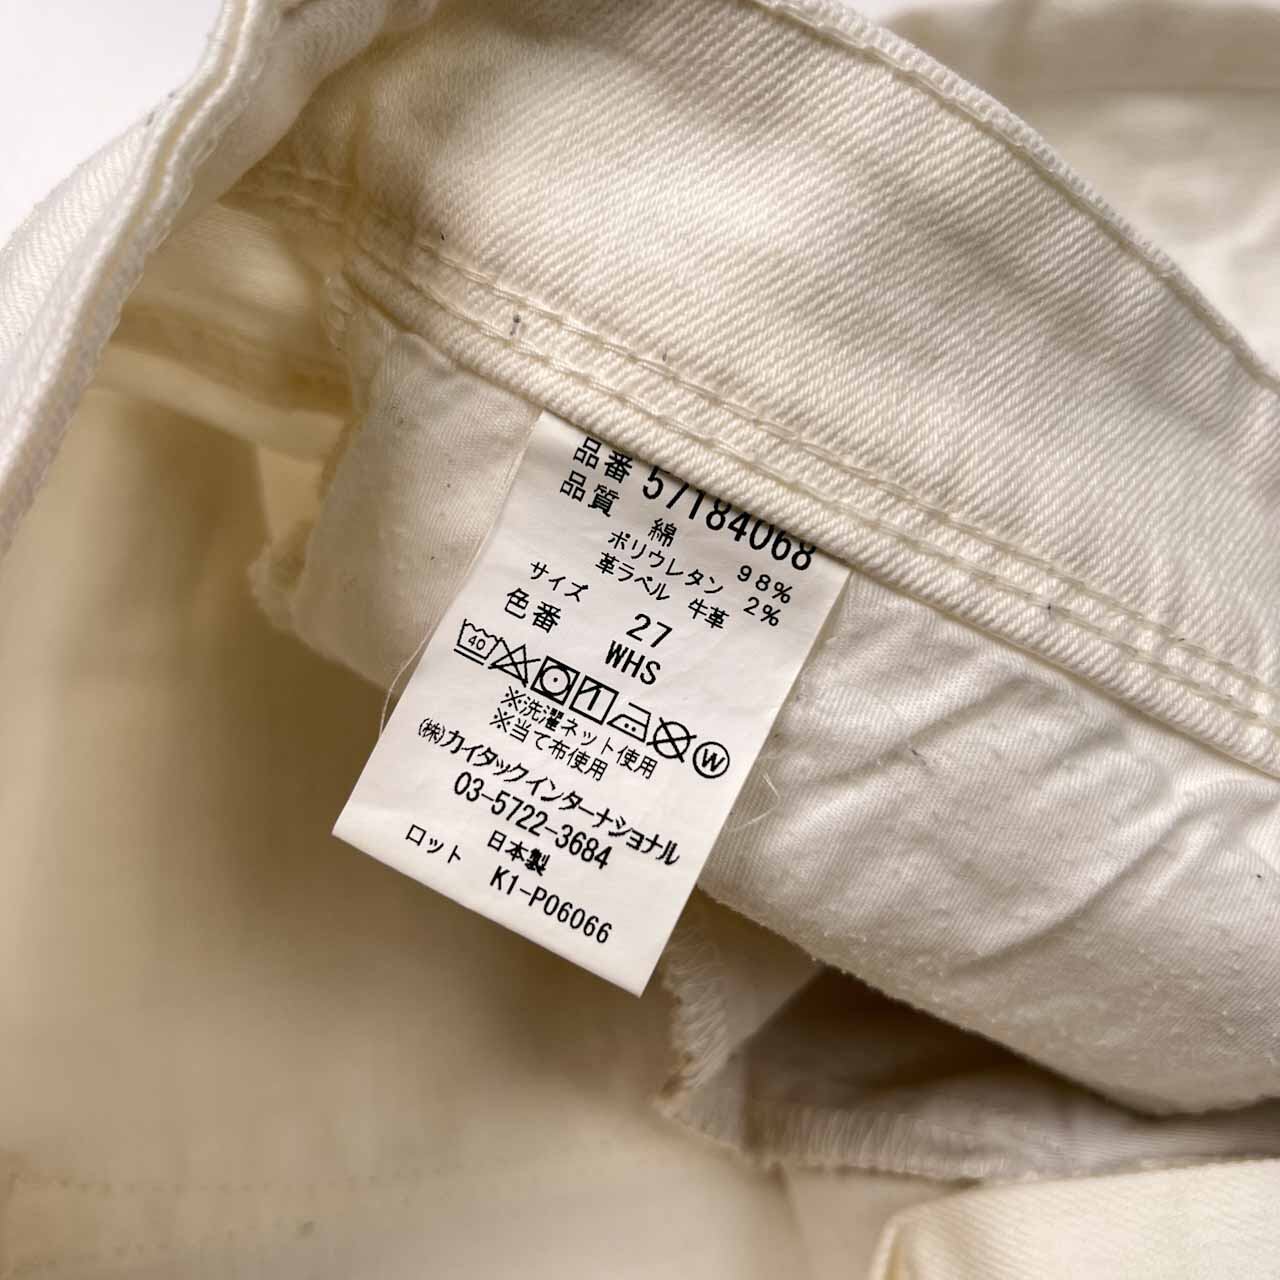 品番 57184068
品質 綿 98%
ポリウレタン 2%
革ラベル 牛革
サイズ 27
色番 WHS
40 W
※洗濯ネット使用
※当て布使用
(株)カイタックインターナショナル
03-5722-3684
日本製
ロット K1-P06066